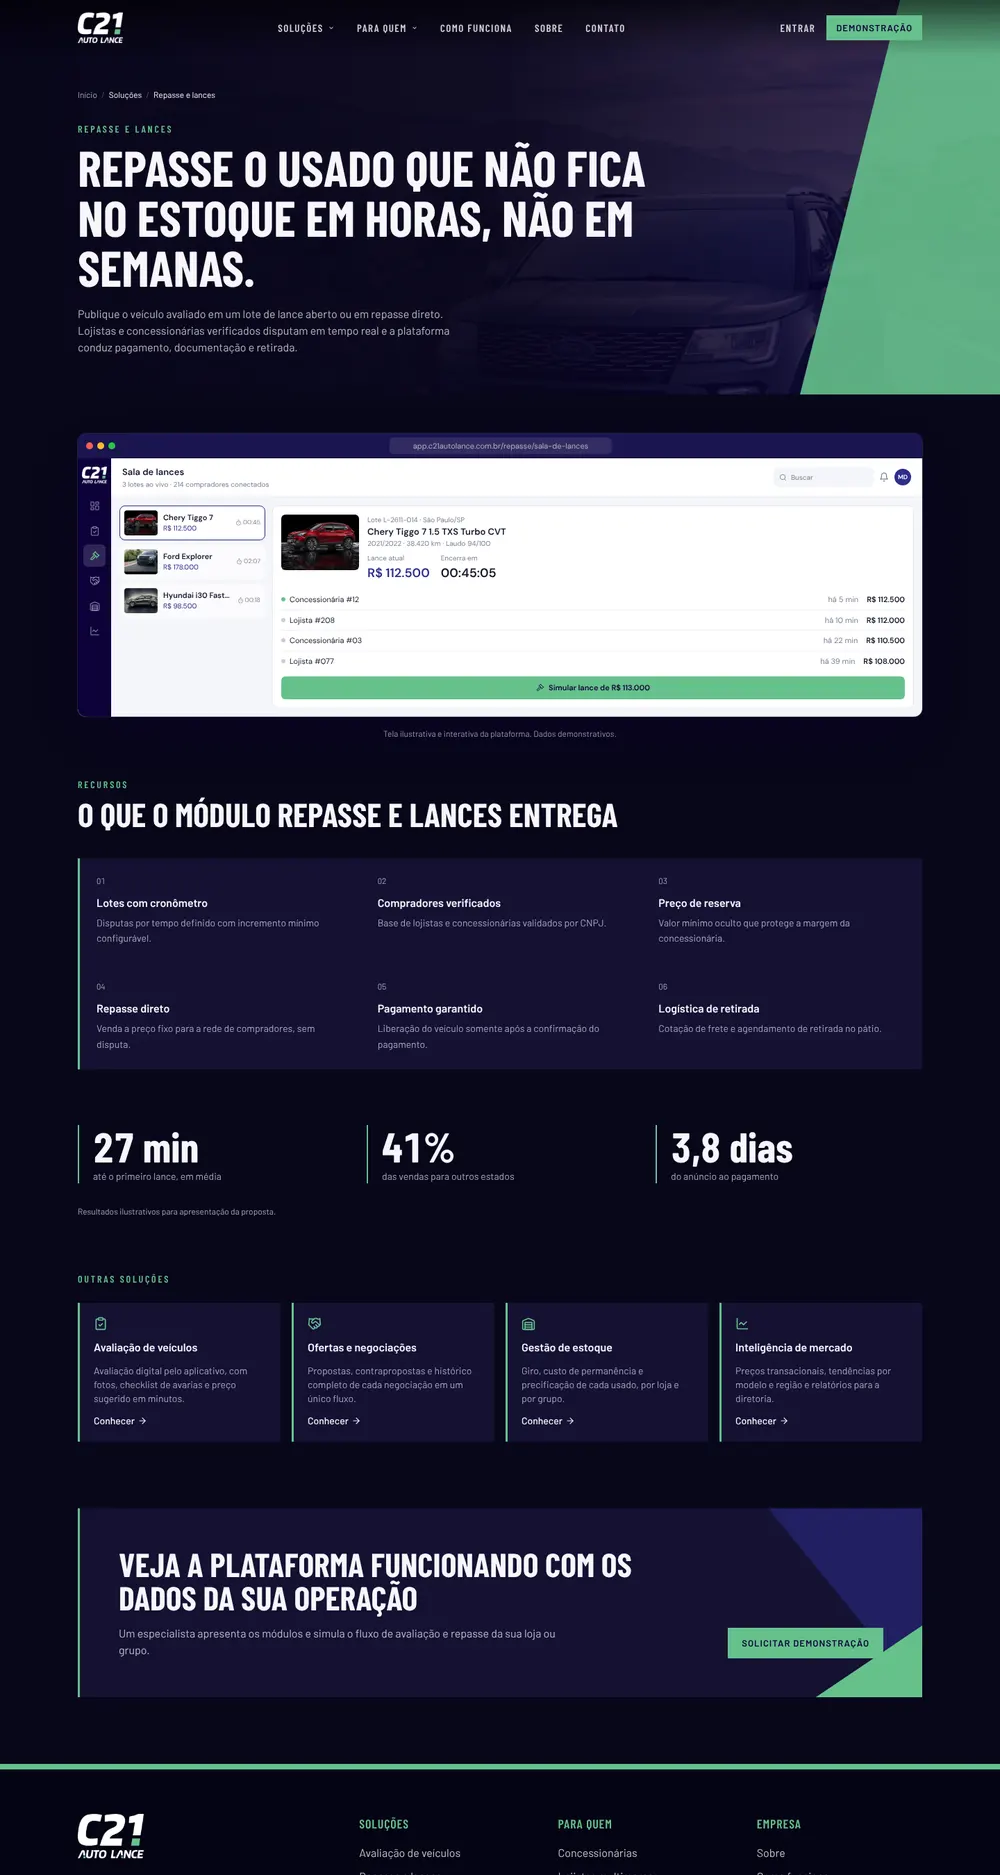 C21
AUTO LANCE
SOLUÇÕES
PARA QUEM
COMO FUNCIONA
SOBRE
CONTATO
ENTRAR
DEMONSTRAÇÃO
Início / Soluções / Repasse e lances
REPASSE E LANCES
REPASSE O USADO QUE NÃO FICA
NO ESTOQUE EM HORAS, NÃO EM
SEMANAS.
Publique o veículo avaliado em um lote de lance aberto ou em repasse direto.
Lojistas e concessionárias verificados disputam em tempo real e a plataforma
conduz pagamento, documentação e retirada.
app.c21autolance.com.br/repasse/sala-de-lances
C21
AUTO LANCE
Sala de lances
3 lotes ao vivo · 214 compradores conectados
Buscar
MD
Chery Tiggo 7
R$ 112.500
00:45
Ford Explorer
R$ 178.000
02:07
Hyundai i30 Fast...
R$ 98.500
00:18
Lote L-2611-014 · São Paulo/SP
Chery Tiggo 7 1.5 TXS Turbo CVT
2021/2022 · 38.420 km · Laudo 94/100
Lance atual
R$ 112.500
Encerra em
00:45:05
Concessionária #12 há 5 min R$ 112.500
Lojista #208 há 10 min R$ 112.000
Concessionária #03 há 22 min R$ 110.500
Lojista #077 há 39 min R$ 108.000
Simular lance de R$ 113.000
Tela ilustrativa e interativa da plataforma. Dados demonstrativos.
RECURSOS
O QUE O MÓDULO REPASSE E LANCES ENTREGA
01
Lotes com cronômetro
Disputas por tempo definido com incremento mínimo
configurável.
02
Compradores verificados
Base de lojistas e concessionárias validados por CNPJ.
03
Preço de reserva
Valor mínimo oculto que protege a margem da
concessionária.
04
Repasse direto
Venda a preço fixo para a rede de compradores, sem
disputa.
05
Pagamento garantido
Liberação do veículo somente após a confirmação do
pagamento.
06
Logística de retirada
Cotação de frete e agendamento de retirada no pátio.
27 min
até o primeiro lance, em média
41%
das vendas para outros estados
3,8 dias
do anúncio ao pagamento
Resultados ilustrativos para apresentação da proposta.
OUTRAS SOLUÇÕES
Avaliação de veículos
Avaliação digital pelo aplicativo, com
fotos, checklist de avarias e preço
sugerido em minutos.
Conhecer →
Ofertas e negociações
Propostas, contrapropostas e histórico
completo de cada negociação em um
único fluxo.
Conhecer →
Gestão de estoque
Giro, custo de permanência e
precificação de cada usado, por loja e
por grupo.
Conhecer →
Inteligência de mercado
Preços transacionais, tendências por
modelo e região e relatórios para a
diretoria.
Conhecer →
VEJA A PLATAFORMA FUNCIONANDO COM OS
DADOS DA SUA OPERAÇÃO
Um especialista apresenta os módulos e simula o fluxo de avaliação e repasse da sua loja ou
grupo.
SOLICITAR DEMONSTRAÇÃO
C21
AUTO LANCE
SOLUÇÕES
Avaliação de veículos
PARA QUEM
Concessionárias
EMPRESA
Sobre